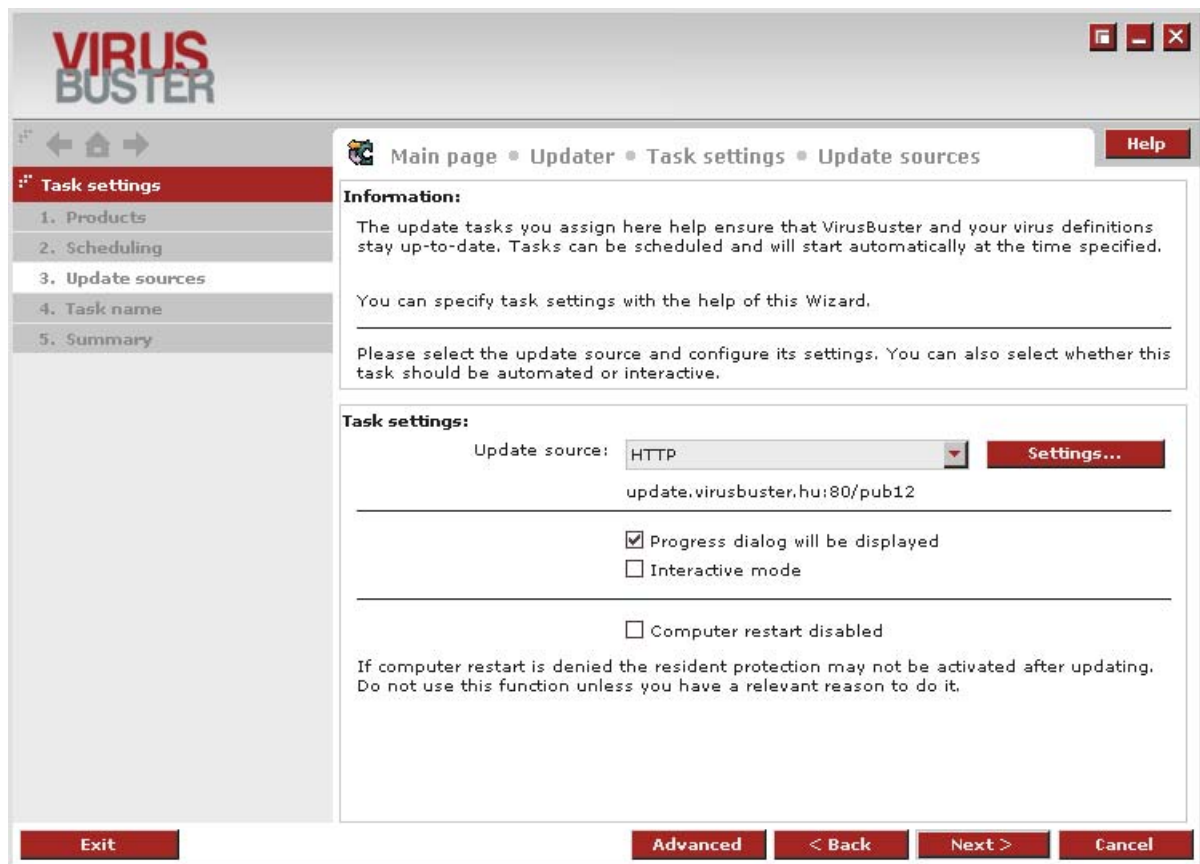 VIRUS
BUSTER
Main page • Updater • Task settings • Update sources
Help
Task settings
1. Products
2. Scheduling
3. Update sources
4. Task name
5. Summary
Information:
The update tasks you assign here help ensure that VirusBuster and your virus definitions
stay up-to-date. Tasks can be scheduled and will start automatically at the time specified.
You can specify task settings with the help of this Wizard.
Please select the update source and configure its settings. You can also select whether this
task should be automated or interactive.
Task settings:
Update source: HTTP Settings...
update.virusbuster.hu:80/pub12
Progress dialog will be displayed
Interactive mode
Computer restart disabled
If computer restart is denied the resident protection may not be activated after updating.
Do not use this function unless you have a relevant reason to do it.
Exit Advanced < Back Next > Cancel